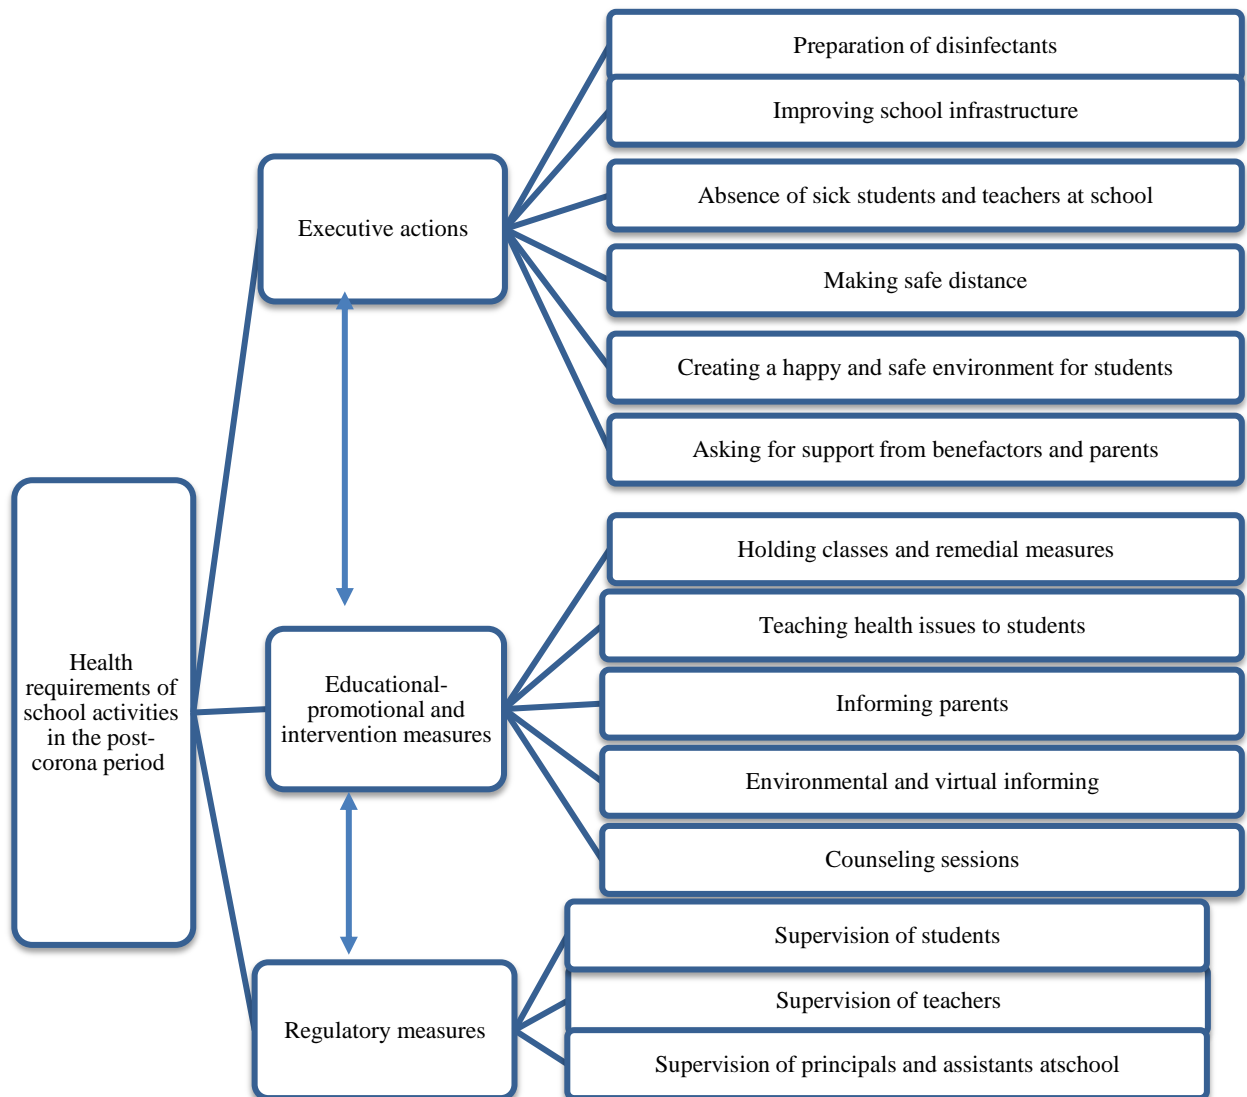 Preparation of disinfectants
Improving school infrastructure
Absence of sick students and teachers at school
Executive actions
Making safe distance
Creating a happy and safe environment for students
Asking for support from benefactors and parents
Health
requirements of
school activities
in the post-
corona period
Holding classes and remedial measures
Teaching health issues to students
Educational-
promotional and
intervention measures
Informing parents
Environmental and virtual informing
Counseling sessions
Supervision of students
Regulatory measures
Supervision of teachers
Supervision of principals and assistants atschool